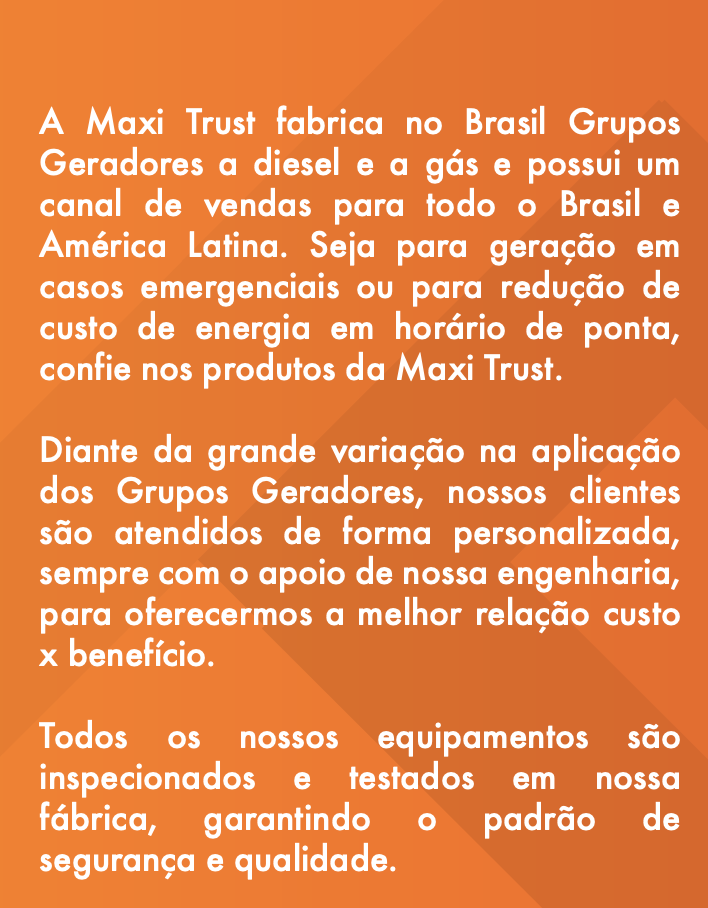 A Maxi Trust fabrica no Brasil Grupos
Geradores a diesel e a gás e possui um
canal de vendas para todo o Brasil e
América Latina. Seja para geração em
casos emergenciais ou para redução de
custo de energia em horário de ponta,
confie nos produtos da Maxi Trust.
Diante da grande variação na aplicação
dos Grupos Geradores, nossos clientes
são atendidos de forma personalizada,
sempre com o apoio de nossa engenharia,
para oferecermos a melhor relação custo
x benefício.
Todos os nossos equipamentos são
inspecionados e testados em nossa
fábrica, garantindo o padrão de
segurança e qualidade.